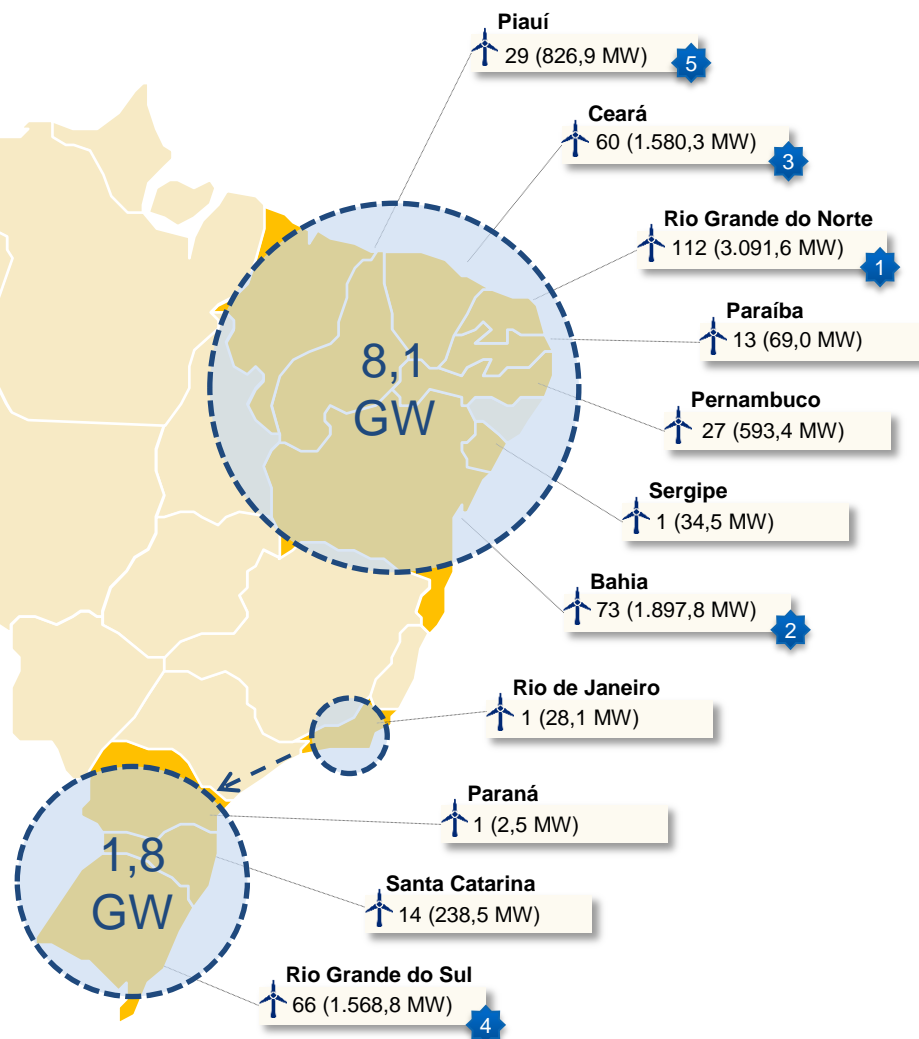 Piauí
29 (826,9 MW)
5
Ceará
60 (1.580,3 MW)
3
Rio Grande do Norte
112 (3.091,6 MW)
1
Paraíba
13 (69,0 MW)
8,1
GW
Pernambuco
27 (593,4 MW)
Sergipe
1 (34,5 MW)
Bahia
73 (1.897,8 MW)
2
Rio de Janeiro
1 (28,1 MW)
Paraná
1 (2,5 MW)
1,8
GW
Santa Catarina
14 (238,5 MW)
Rio Grande do Sul
66 (1.568,8 MW)
4